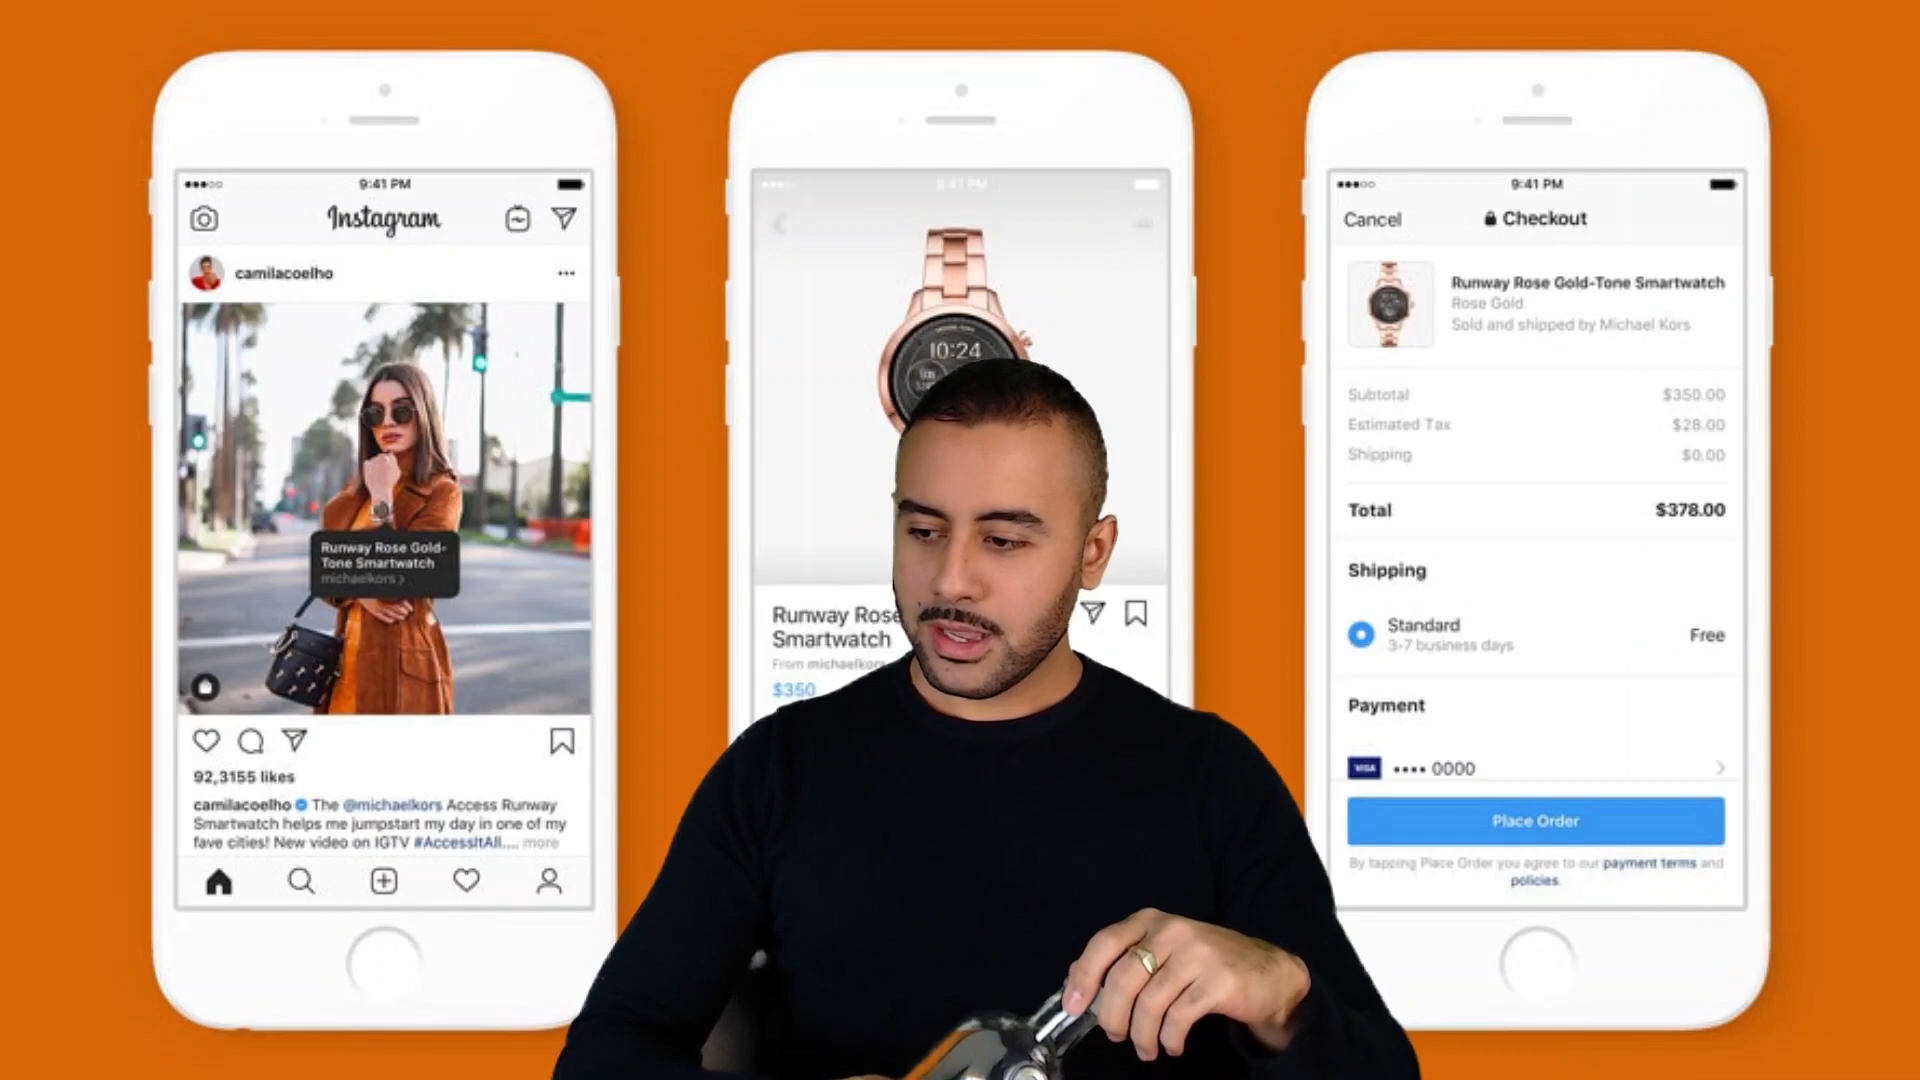 9:41 PM
Instagram
camilacoelho
Runway Rose Gold-
Tone Smartwatch
michaelkors
92,3155 likes
camilacoelho The @michaelkors Access Runway
Smartwatch helps me jumpstart my day in one of my
fave cities! New video on IGTV #AccessItAll.... more
9:41 PM
10:24
Runway Rose
Smartwatch
From michaelkors
$350
9:41 PM
Cancel
Checkout
Runway Rose Gold-Tone Smartwatch
Rose Gold
Sold and shipped by Michael Kors
Subtotal $350.00
Estimated Tax $28.00
Shipping $0.00
Total $378.00
Shipping
Standard
3-7 business days
Free
Payment
VISA •••• 0000
Place Order
By tapping Place Order you agree to our payment terms and
policies.